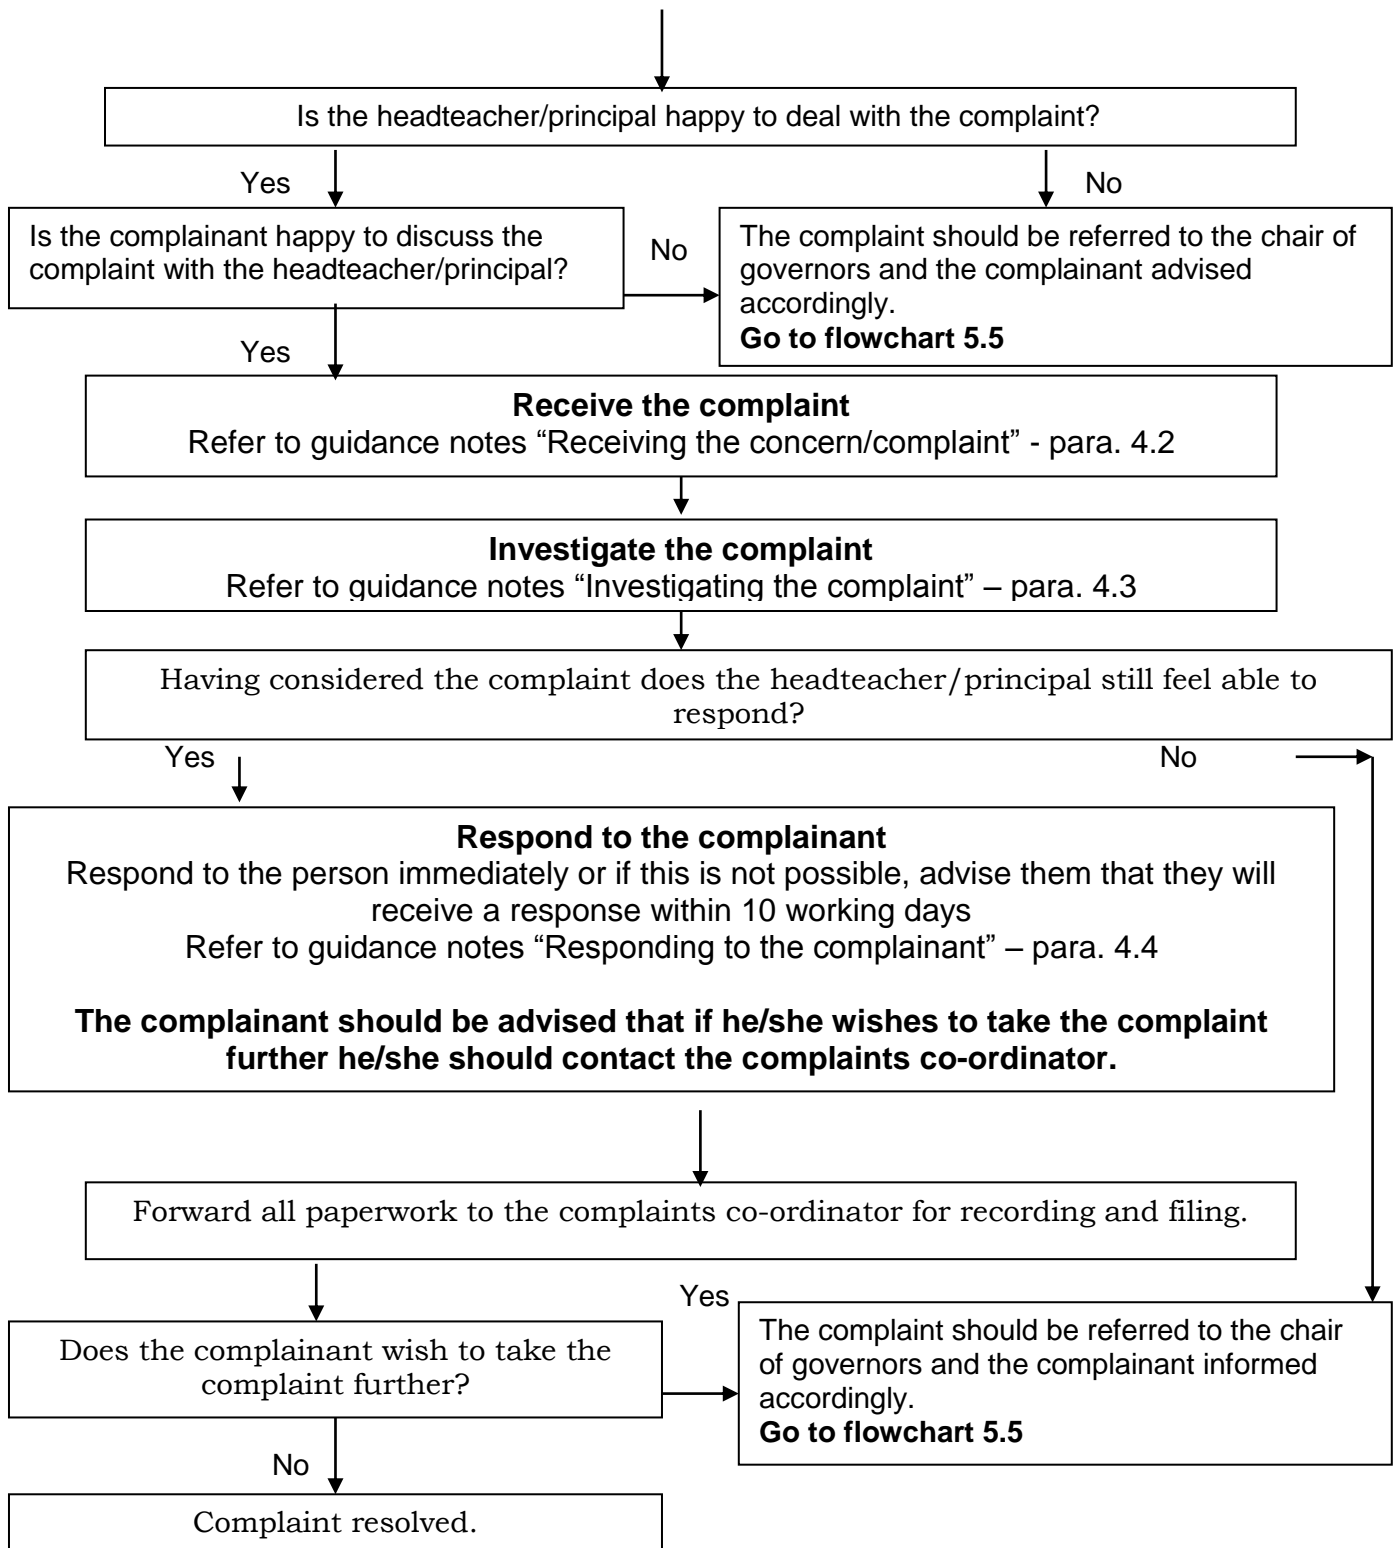 Is the headteacher/principal happy to deal with the complaint?
Yes
No
Is the complainant happy to discuss the
complaint with the headteacher/principal?
No
The complaint should be referred to the chair of
governors and the complainant advised
accordingly.
Go to flowchart 5.5
Yes
Receive the complaint
Refer to guidance notes “Receiving the concern/complaint” - para. 4.2
Investigate the complaint
Refer to guidance notes “Investigating the complaint” – para. 4.3
Having considered the complaint does the headteacher/principal still feel able to
respond?
Yes
No
Respond to the complainant
Respond to the person immediately or if this is not possible, advise them that they will
receive a response within 10 working days
Refer to guidance notes “Responding to the complainant” – para. 4.4
The complainant should be advised that if he/she wishes to take the complaint
further he/she should contact the complaints co-ordinator.
Forward all paperwork to the complaints co-ordinator for recording and filing.
Yes
Does the complainant wish to take the
complaint further?
The complaint should be referred to the chair
of governors and the complainant informed
accordingly.
Go to flowchart 5.5
No
Complaint resolved.